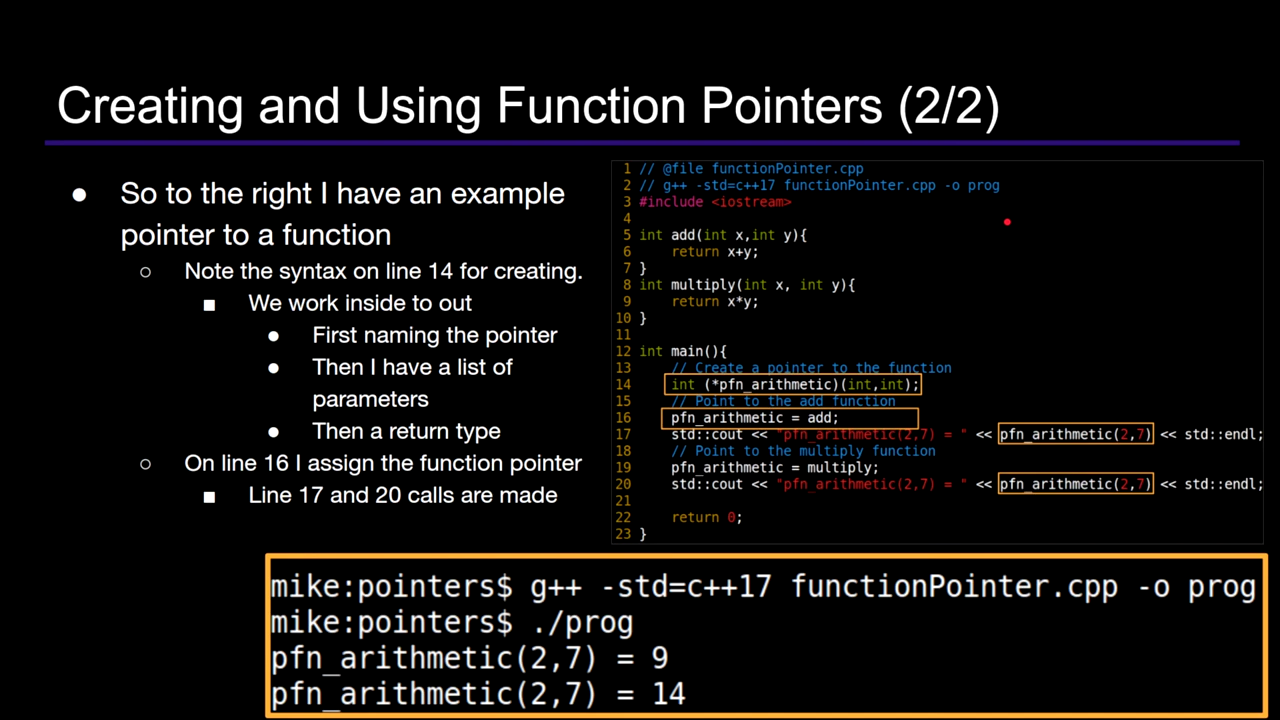 Creating and Using Function Pointers (2/2)
● So to the right I have an example
pointer to a function
○ Note the syntax on line 14 for creating.
■ We work inside to out
● First naming the pointer
● Then I have a list of
parameters
● Then a return type
○ On line 16 I assign the function pointer
■ Line 17 and 20 calls are made
1 // @file functionPointer.cpp
2 // g++ -std=c++17 functionPointer.cpp -o prog
3 #include <iostream>
4
5 int add(int x,int y){
6     return x+y;
7 }
8 int multiply(int x, int y){
9     return x*y;
10 }
11
12 int main(){
13     // Create a pointer to the function
14     int (*pfn_arithmetic)(int,int);
15     // Point to the add function
16     pfn_arithmetic = add;
17     std::cout << "pfn_arithmetic(2,7) = " << pfn_arithmetic(2,7) << std::endl;
18     // Point to the multiply function
19     pfn_arithmetic = multiply;
20     std::cout << "pfn_arithmetic(2,7) = " << pfn_arithmetic(2,7) << std::endl;
21
22     return 0;
23 }
mike:pointers$ g++ -std=c++17 functionPointer.cpp -o prog
mike:pointers$ ./prog
pfn_arithmetic(2,7) = 9
pfn_arithmetic(2,7) = 14